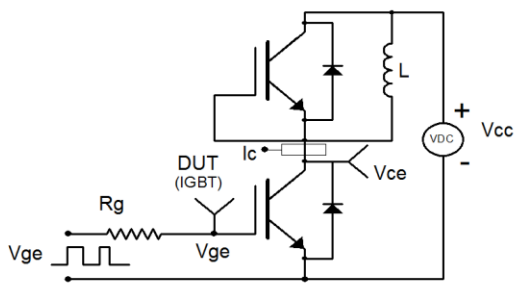 L
+
VDC
Vcc
-
Ic
DUT
(IGBT)
Vce
Rg
Vge
Vge